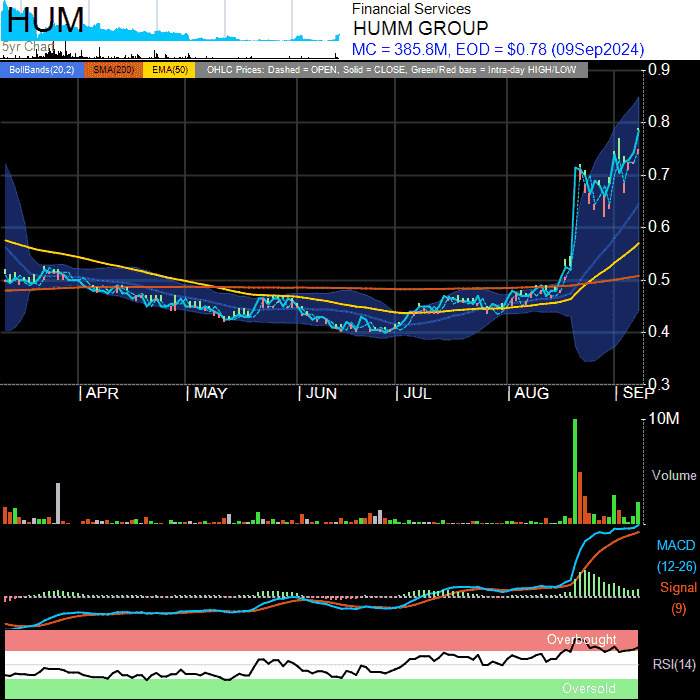 HUM
5yr Chart
Financial Services
HUMM GROUP
MC = 385.8M, EOD = $0.78 (09Sep2024)
BollBands(20,2) SMA(200) EMA(50) OHLC Prices: Dashed = OPEN, Solid = CLOSE, Green/Red bars = Intra-day HIGH/LOW
0.9
0.8
0.7
0.6
0.5
0.4
0.3
| APR | MAY | JUN | JUL | AUG | SEP
10M
Volume
MACD
(12-26)
Signal
(9)
Overbought
RSI(14)
Oversold